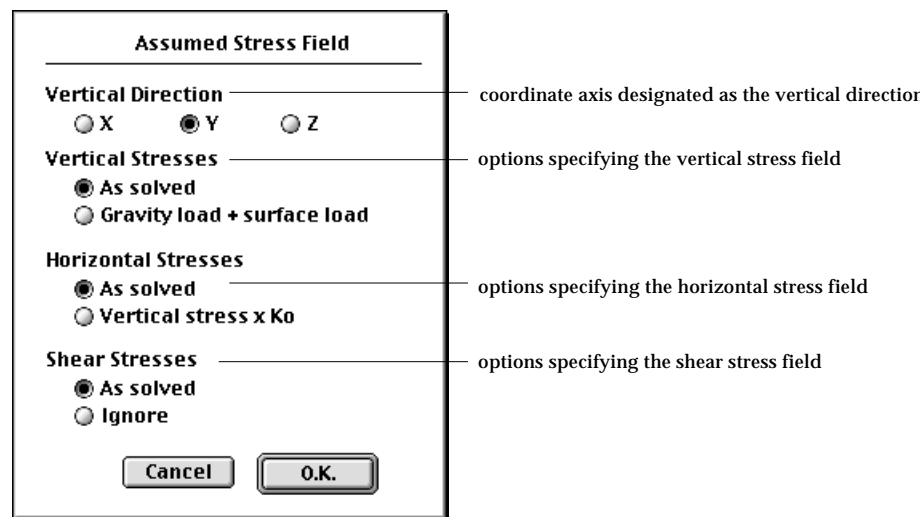 Assumed Stress Field
Vertical Direction
coordinate axis designated as the vertical direction
X Y Z
Vertical Stresses
options specifying the vertical stress field
As solved
Gravity load + surface load
Horizontal Stresses
As solved
options specifying the horizontal stress field
Vertical stress x Ko
Shear Stresses
options specifying the shear stress field
As solved
Ignore
Cancel O.K.